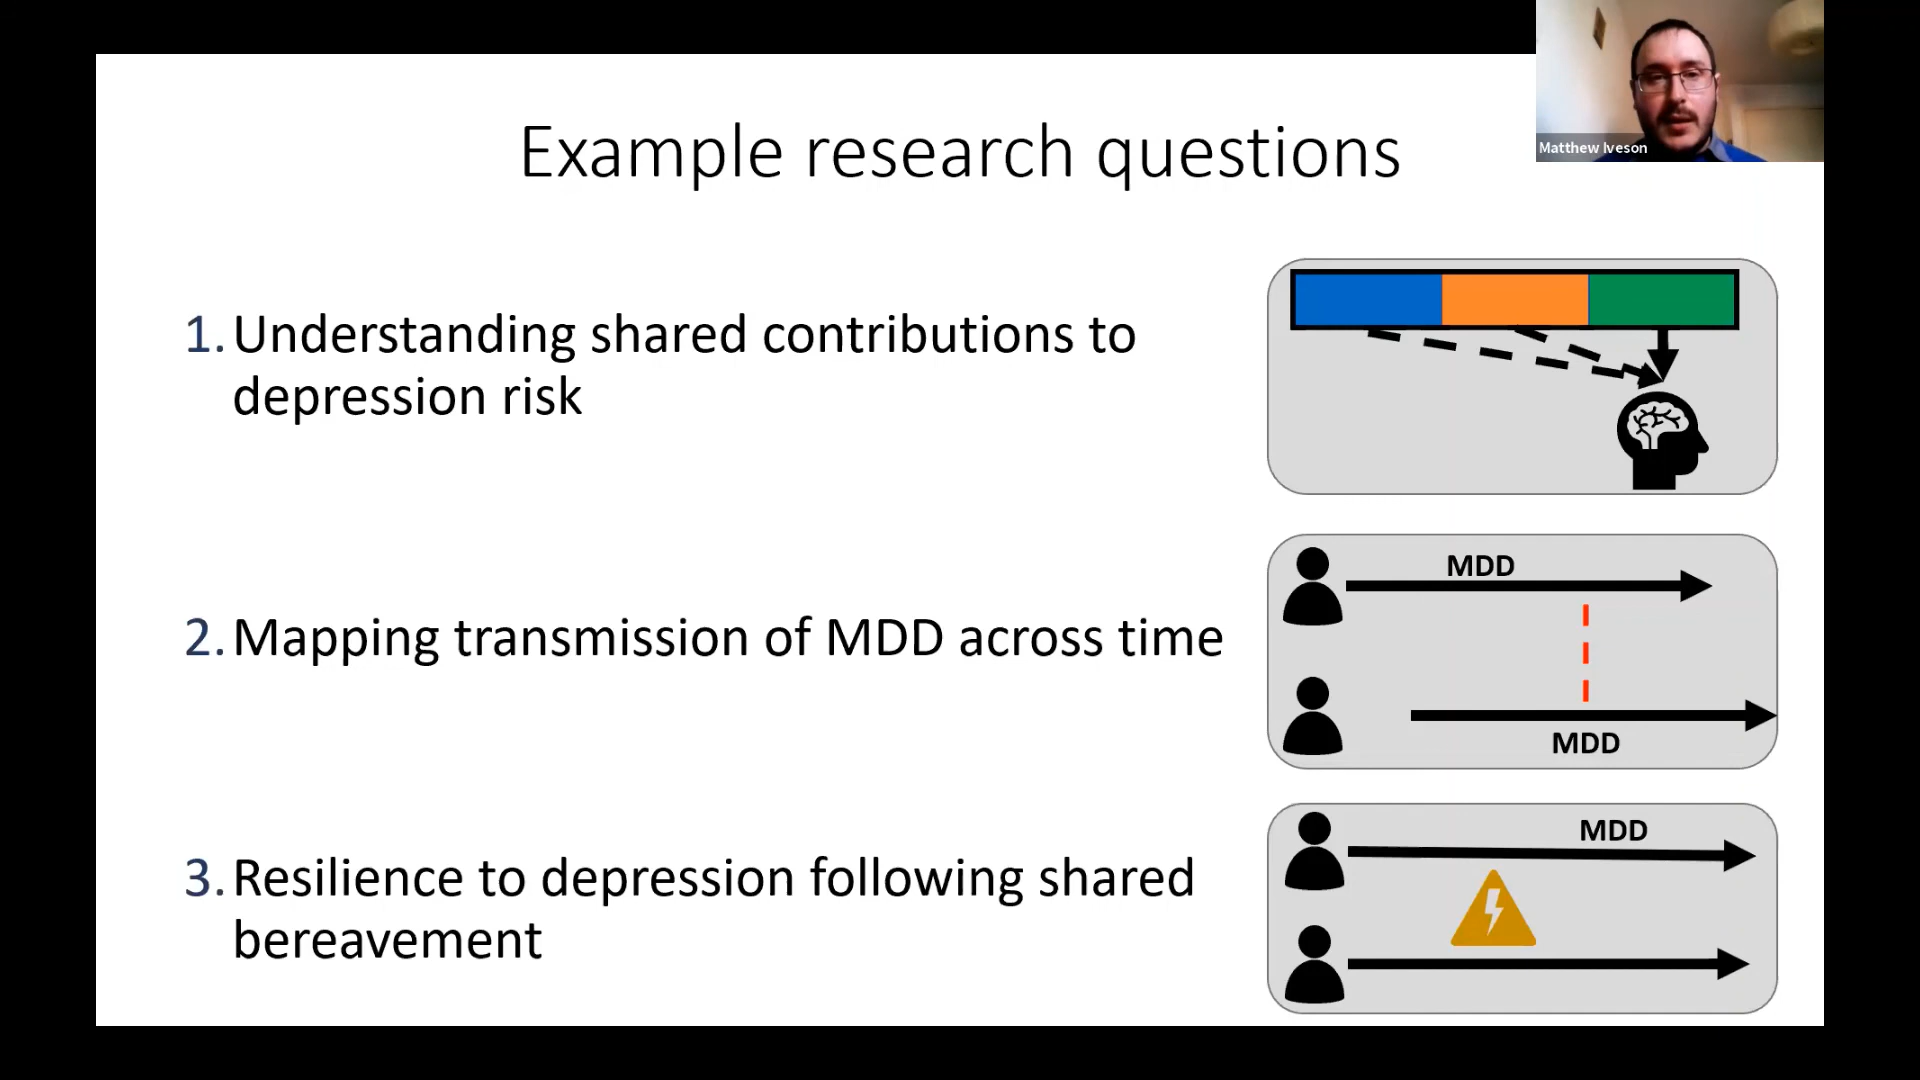 Matthew Iveson
Example research questions
1. Understanding shared contributions to
depression risk
2. Mapping transmission of MDD across time
MDD
MDD
3. Resilience to depression following shared
bereavement
MDD